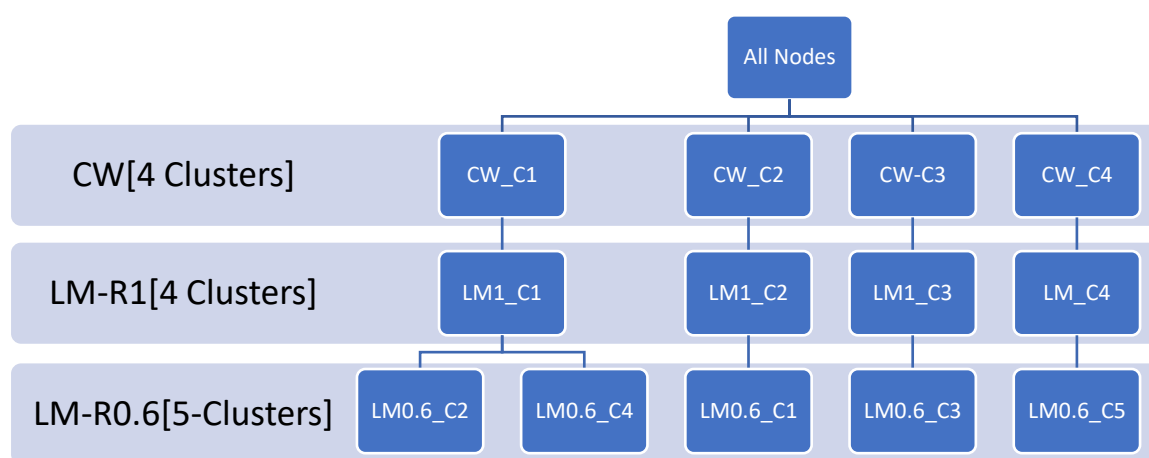 All Nodes
CW[4 Clusters]
CW_C1
CW_C2
CW-C3
CW_C4
LM-R1[4 Clusters]
LM1_C1
LM1_C2
LM1_C3
LM_C4
LM-R0.6[5-Clusters]
LM0.6_C2
LM0.6_C4
LM0.6_C1
LM0.6_C3
LM0.6_C5